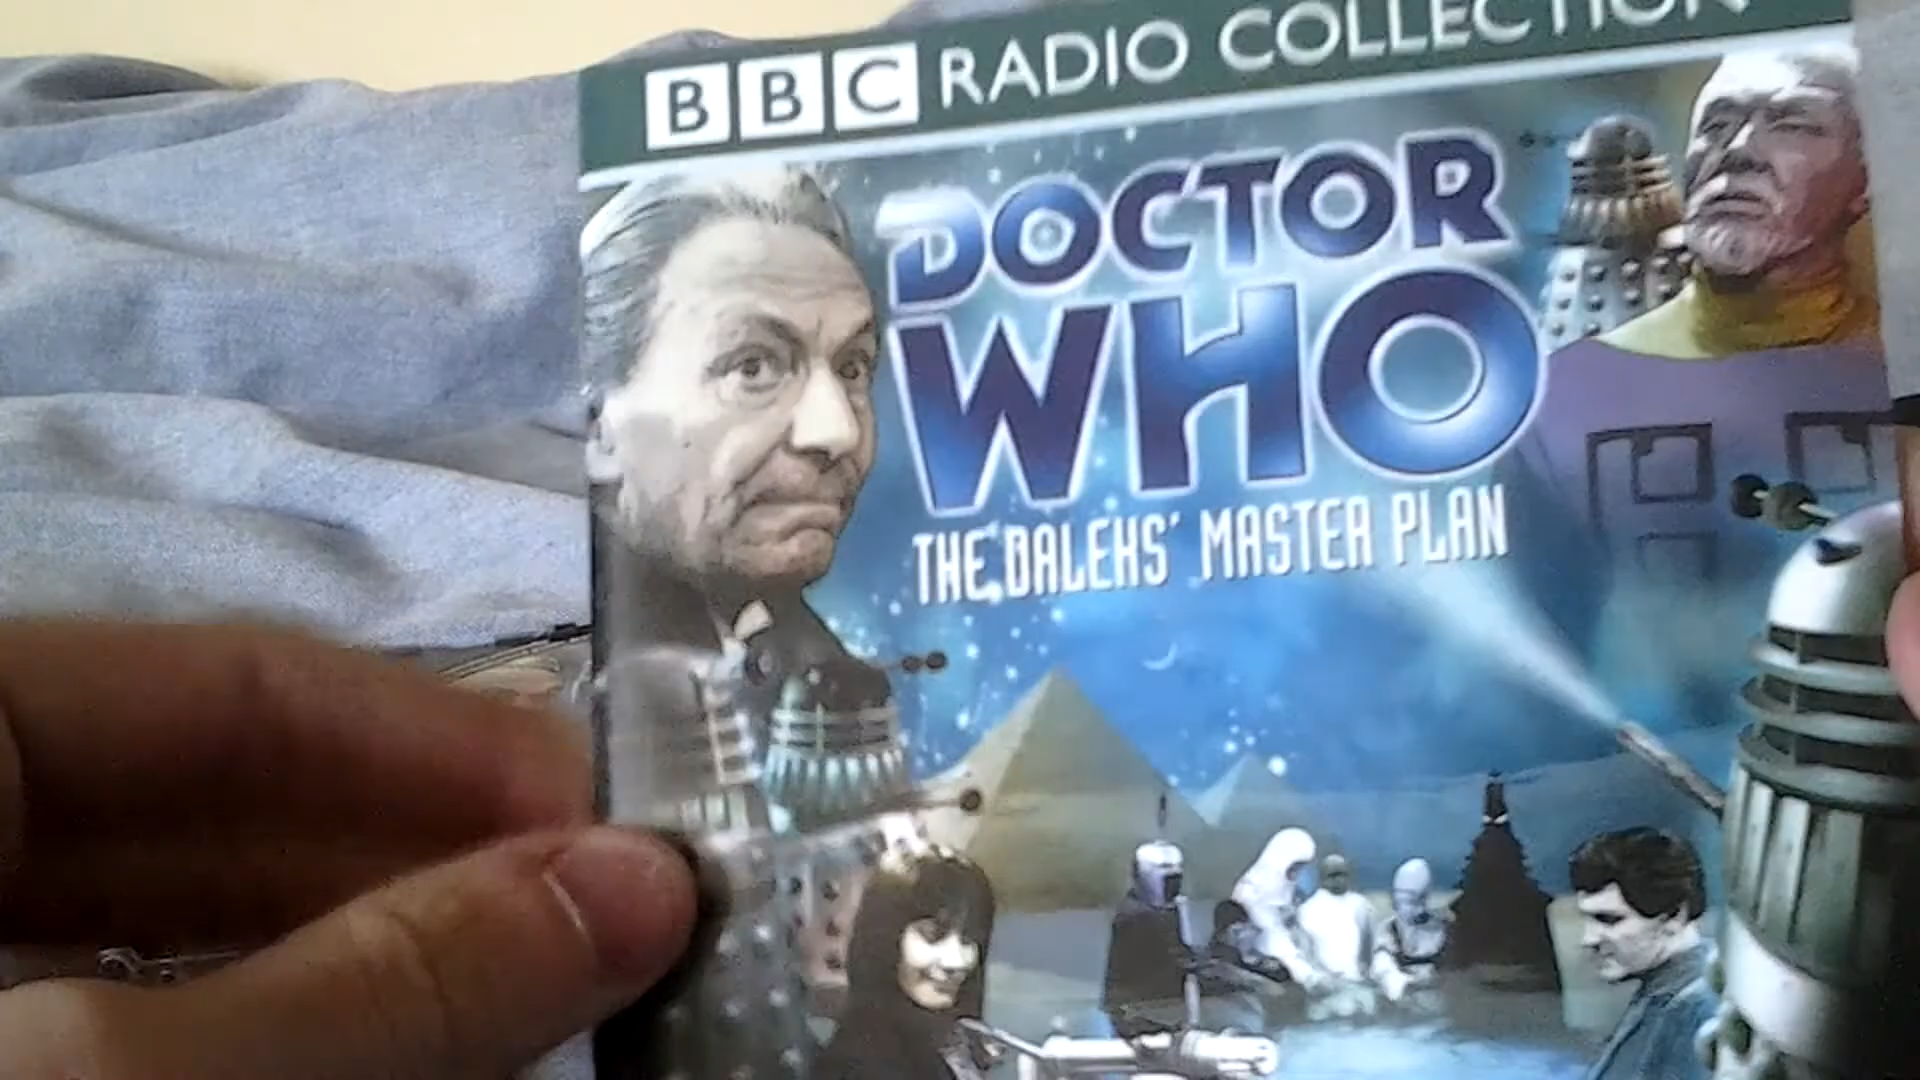 BBC RADIO COLLECTION
DOCTOR
WHO
THE DALEKS' MASTER PLAN